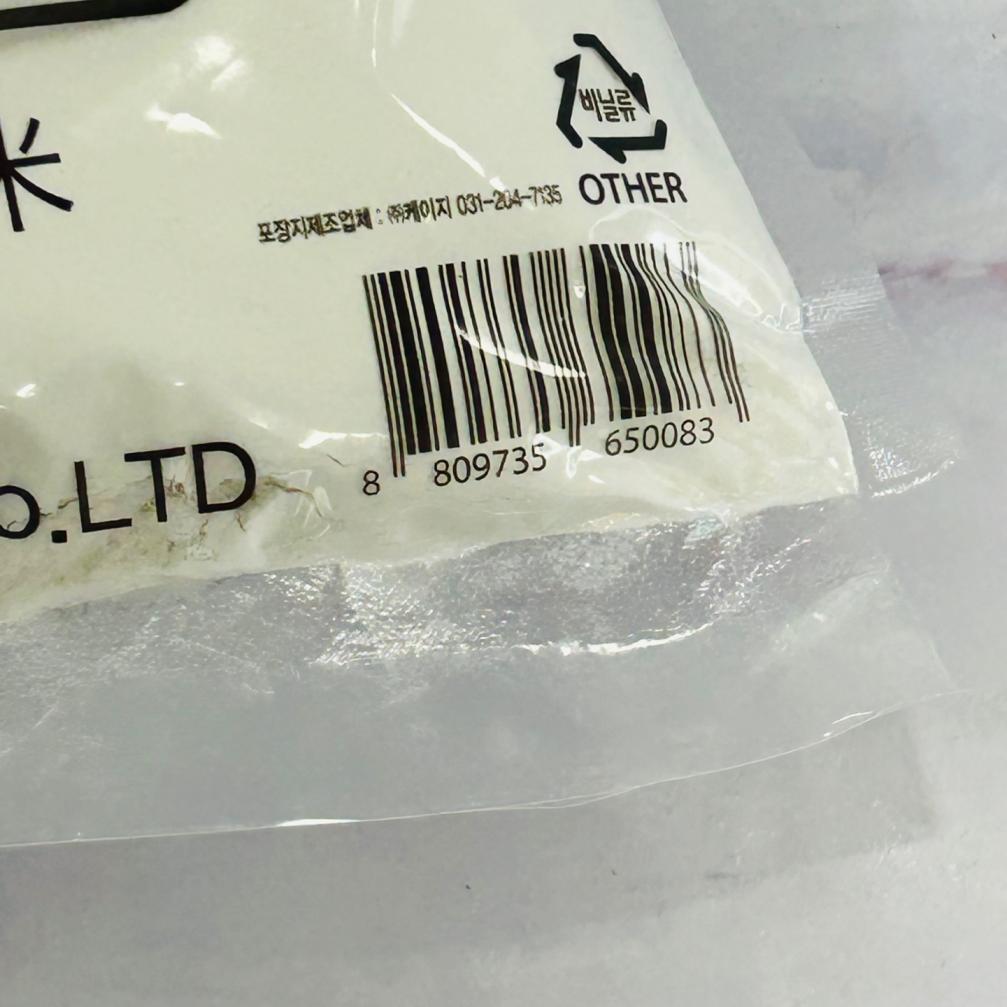 비닐류
OTHER
米
포장지제조업체 : ㈜케이지 031-204-7135
8 809735 650083
o.LTD